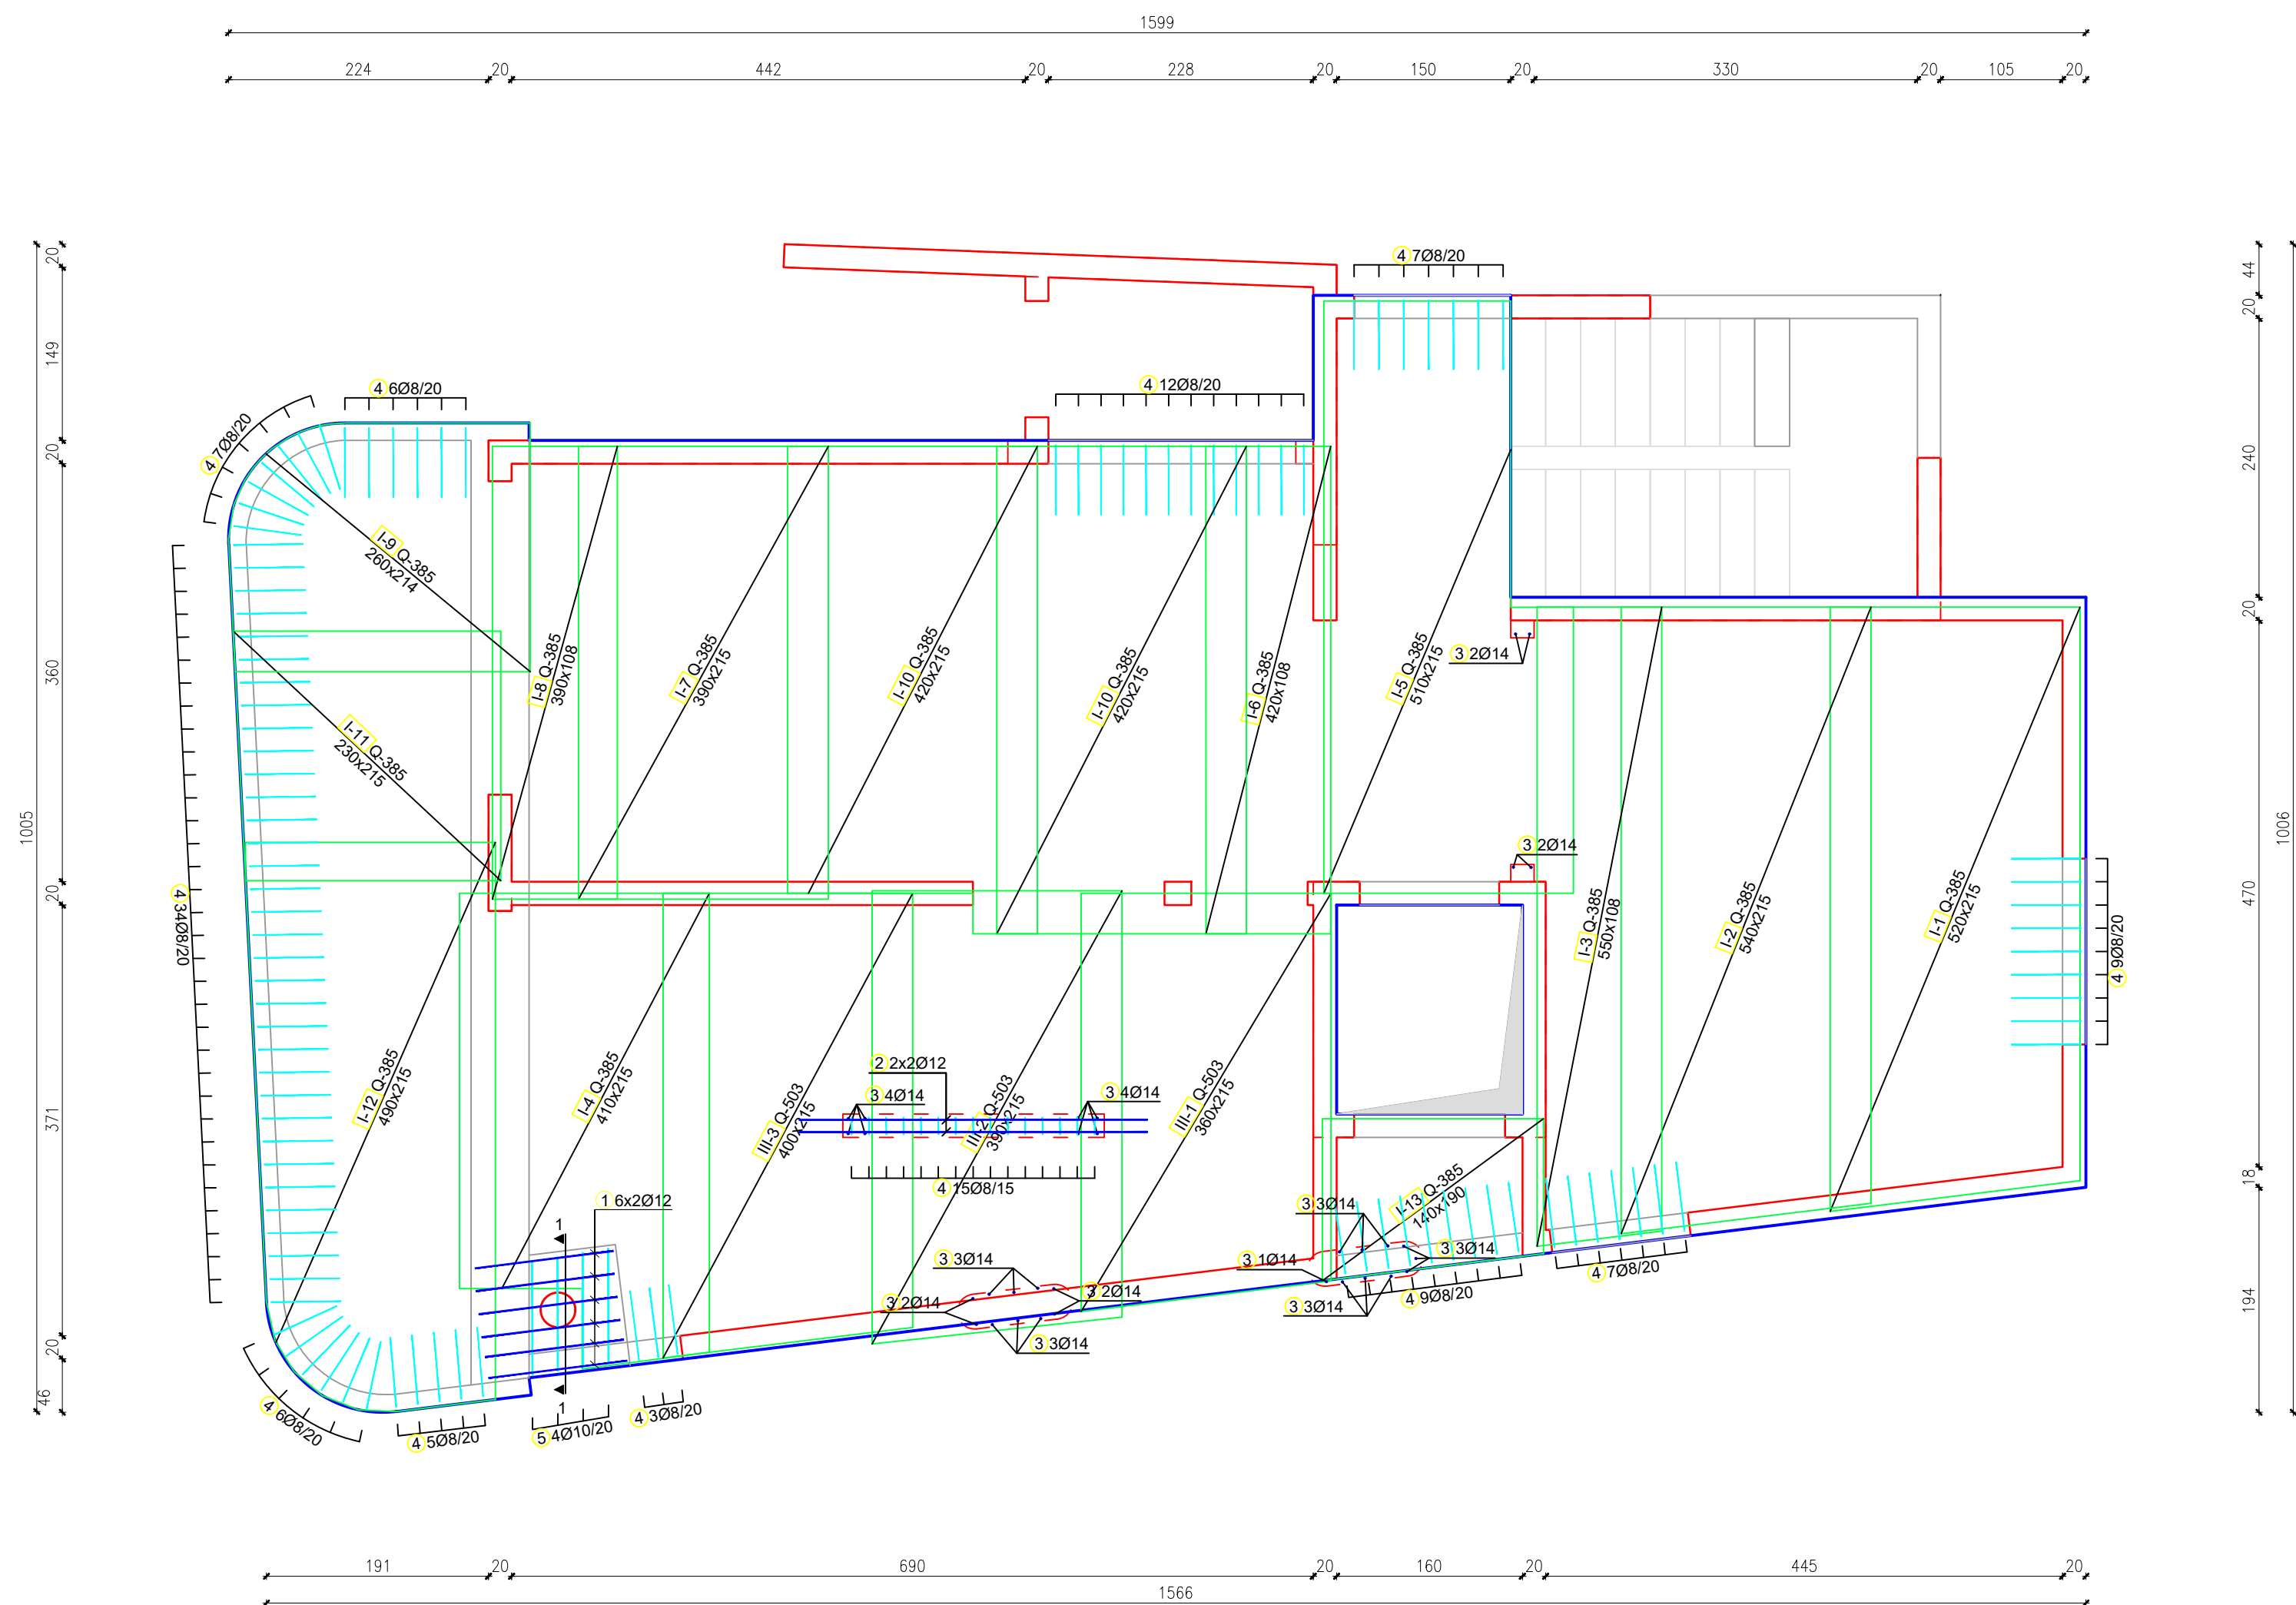 1599
224
20
442
20
228
20
150
20
330
20
105
20
20
149
20
360
20
371
20
46
1005
44
20
240
20
470
18
194
1006
4 7Ø8/20
4 6Ø8/20
4 12Ø8/20
4 7Ø8/20
I-9 Q-385
260x214
I-8 Q-385
390x108
I-7 Q-385
390x215
I-10 Q-385
420x215
I-10 Q-385
420x215
I-6 Q-385
420x108
I-5 Q-385
510x215
3 2Ø14
I-11 Q-385
230x215
3 2Ø14
4 34Ø8/20
I-3 Q-385
550x108
I-2 Q-385
540x215
I-1 Q-385
520x215
4 9Ø8/20
I-12 Q-385
490x215
I-4 Q-385
410x215
III-3 Q-503
400x215
2 2x2Ø12
3 4Ø14
III-2 Q-503
390x215
3 4Ø14
III-1 Q-503
360x215
4 15Ø8/15
1 6x2Ø12
1
I-13 Q-385
140x190
3 3Ø14
3 3Ø14
3 3Ø14
3 1Ø14
3 2Ø14
3 2Ø14
3 3Ø14
3 3Ø14
4 9Ø8/20
4 7Ø8/20
1
4 6Ø8/20
4 5Ø8/20
5 4Ø10/20
4 3Ø8/20
191
20
690
20
160
20
445
20
1566